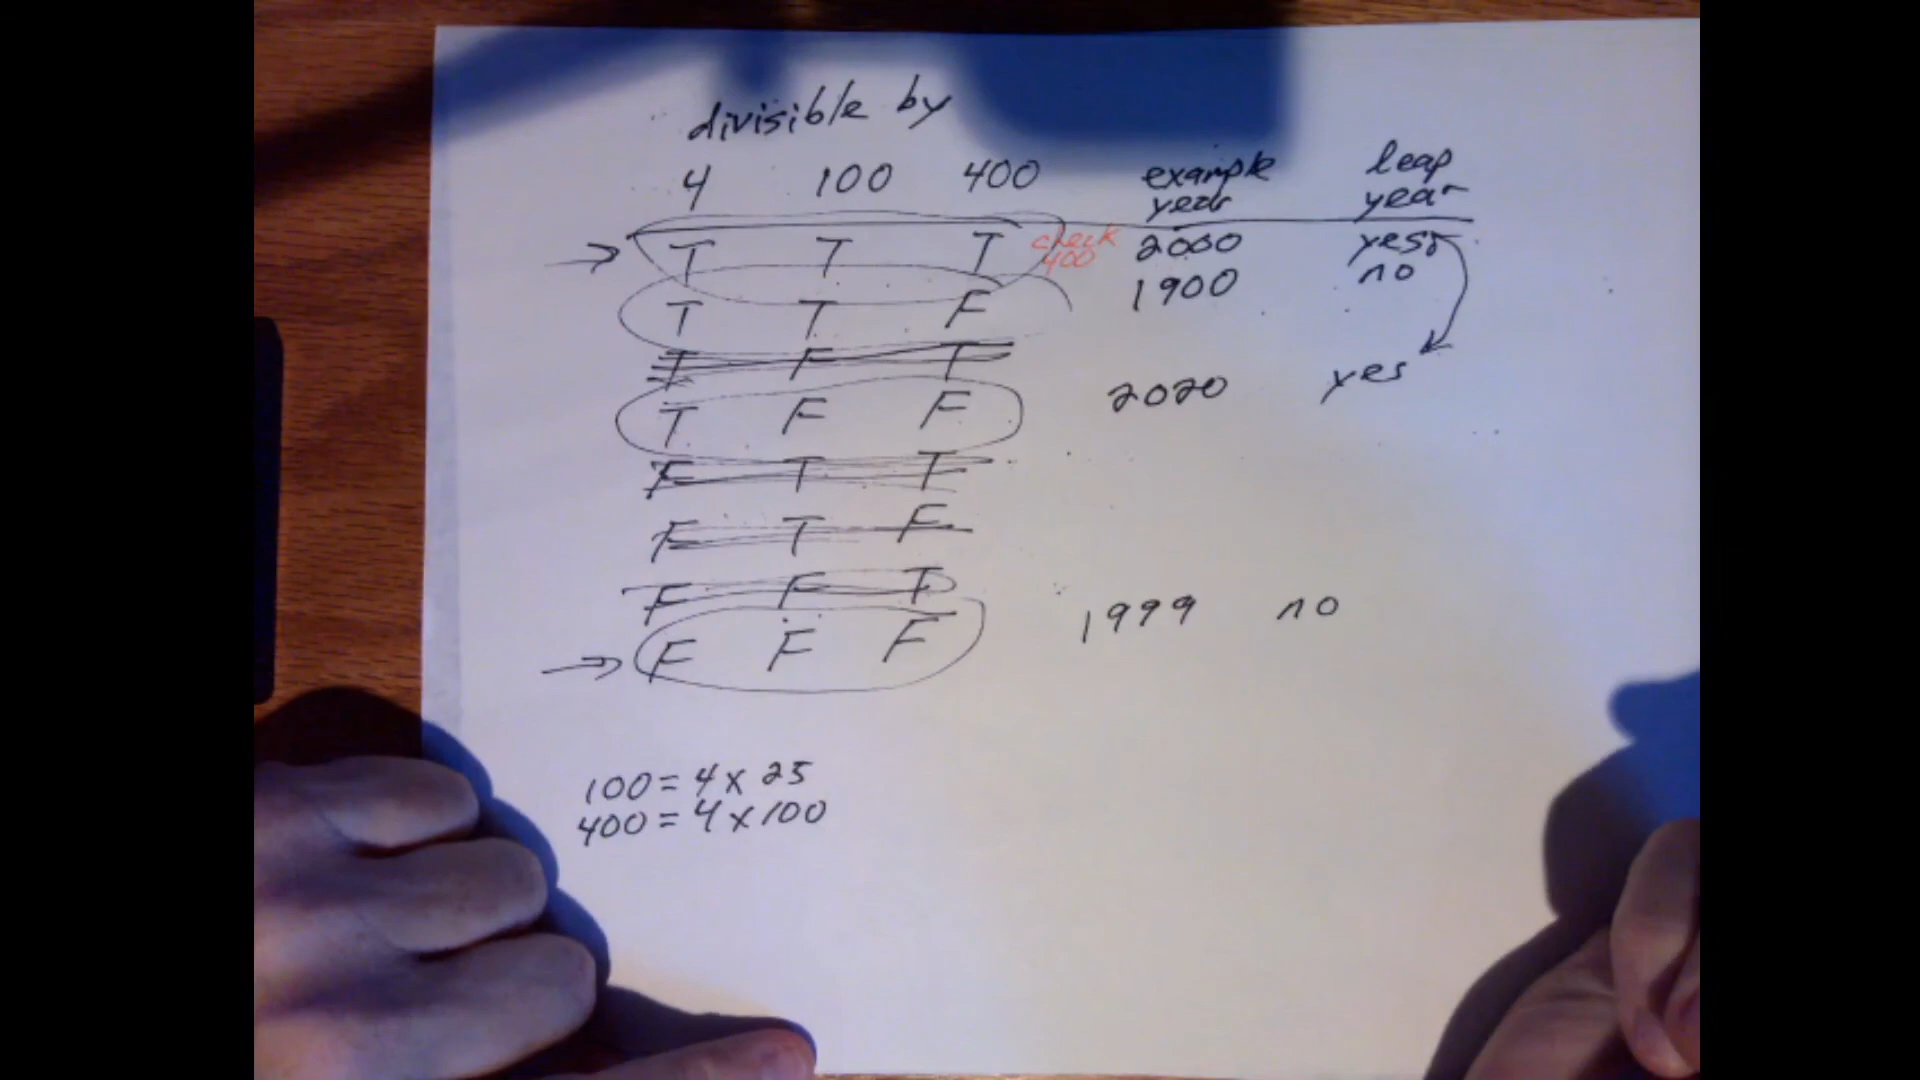 divisible by
4 100 400 example year leap year
T T T check 400 2000 yes
T T F 1900 no
T F T
T F F 2020 yes
F T T
F T F
F F T
F F F 1999 no
100 = 4 x 25
400 = 4 x 100